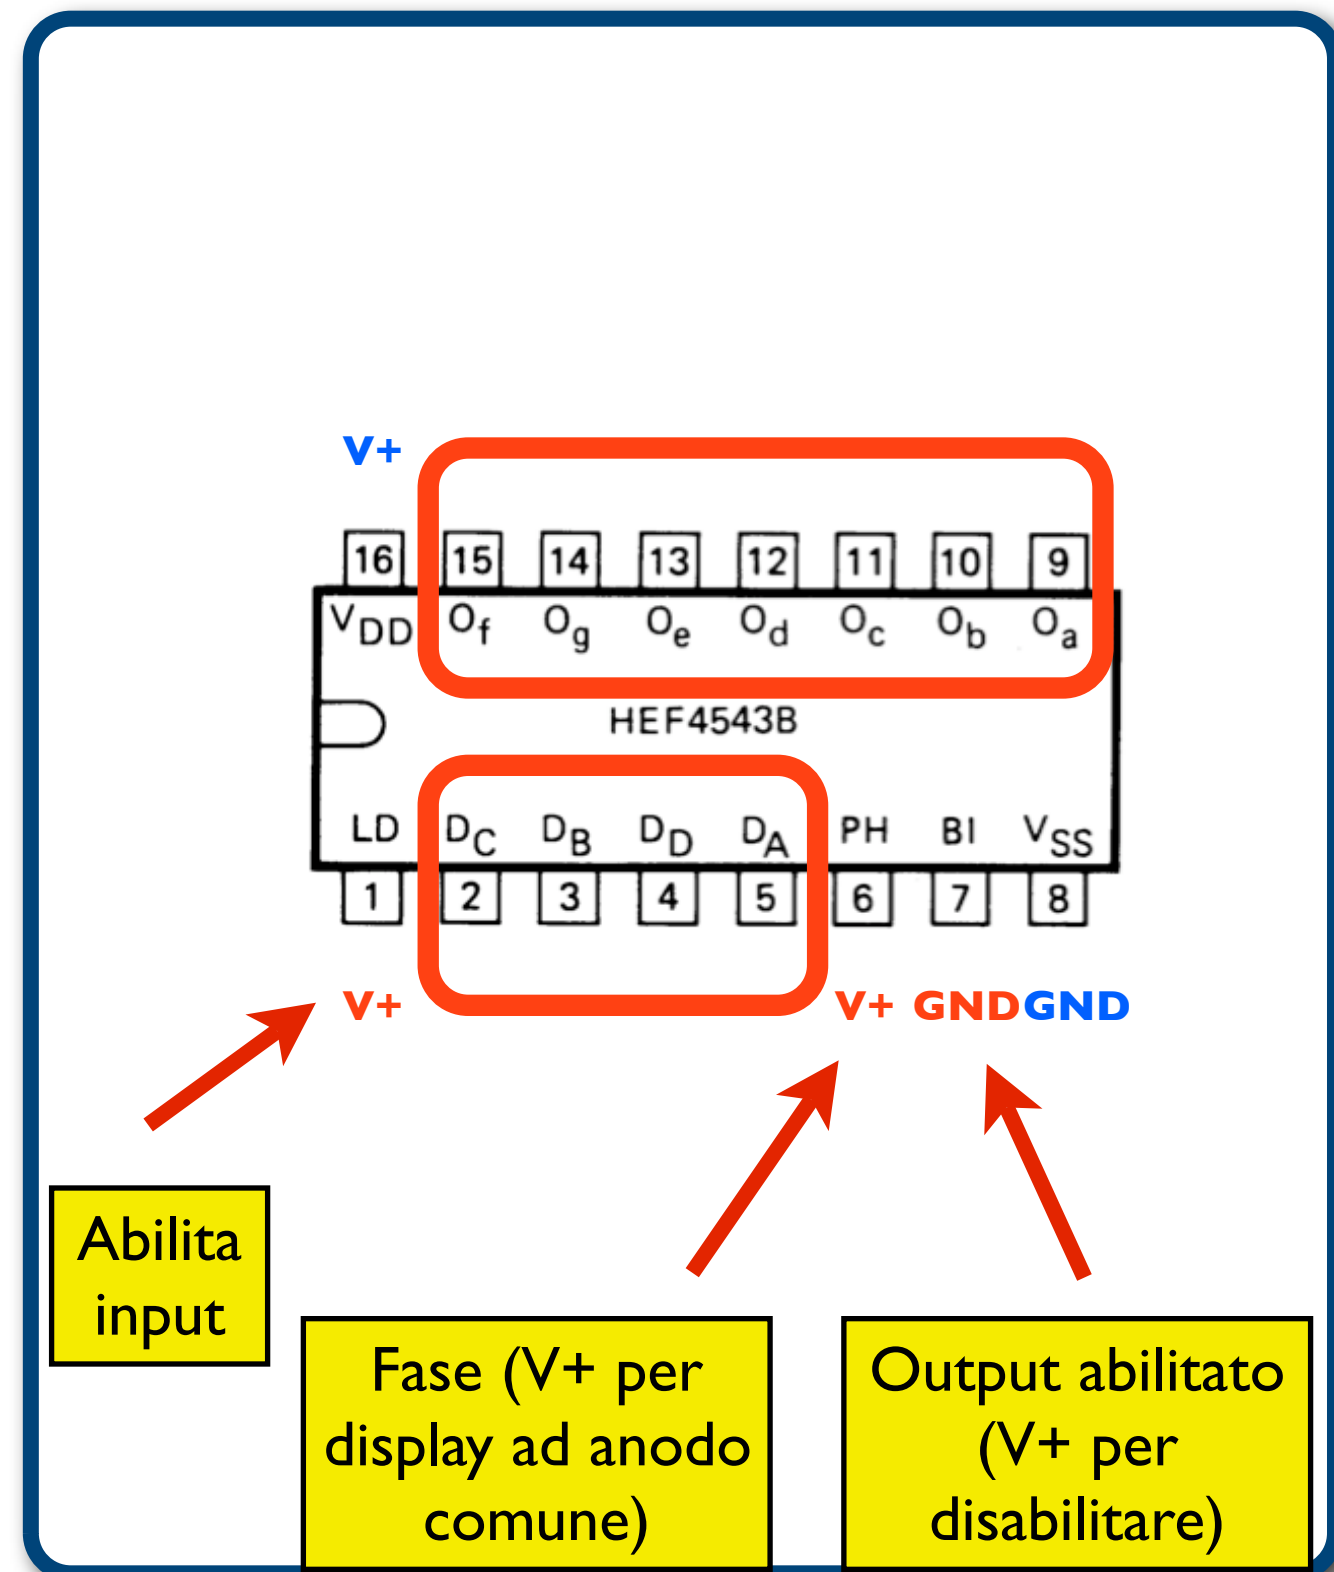 V+
16 15 14 13 12 11 10 9
VDD Of Og Oe Od Oc Ob Oa
HEF4543B
LD DC DB DD DA PH BI VSS
1 2 3 4 5 6 7 8
V+ V+ GND GND
Abilita
input
Fase (V+ per
display ad anodo
comune)
Output abilitato
(V+ per
disabilitare)